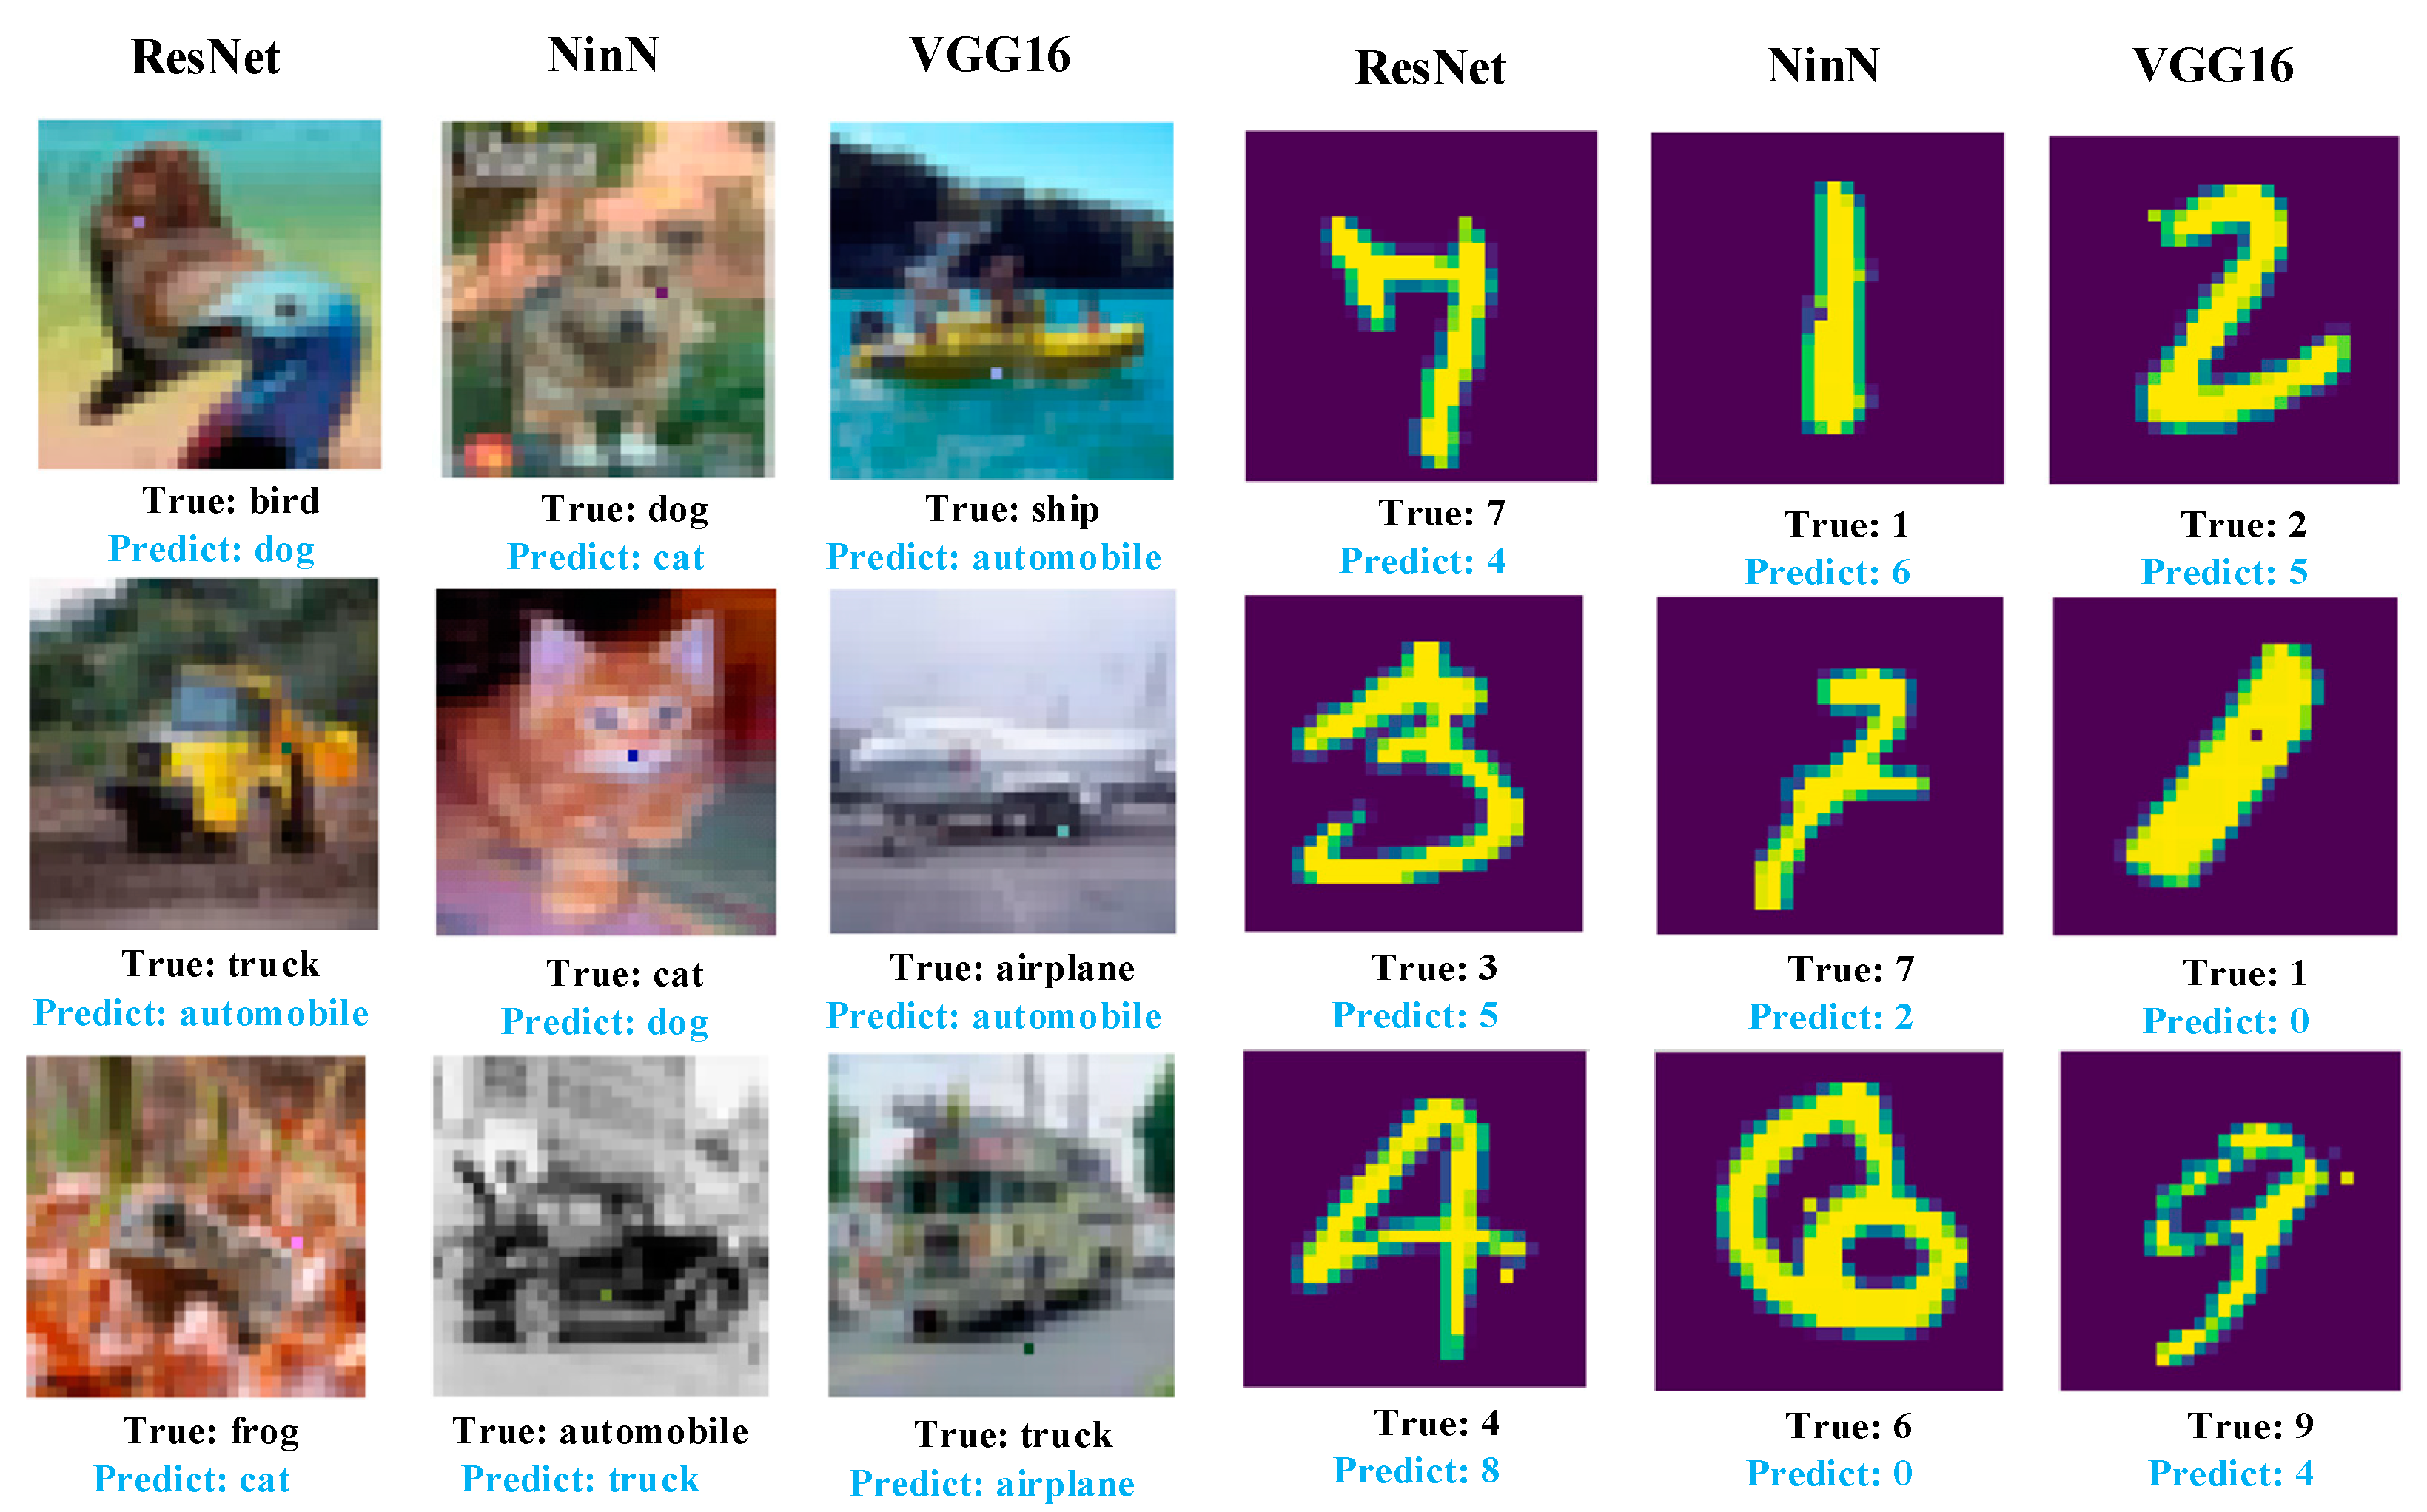 ResNet
NinN
VGG16
ResNet
NinN
VGG16
True: bird
Predict: dog
True: dog
Predict: cat
True: ship
Predict: automobile
True: 7
Predict: 4
True: 1
Predict: 6
True: 2
Predict: 5
True: truck
Predict: automobile
True: cat
Predict: dog
True: airplane
Predict: automobile
True: 3
Predict: 5
True: 7
Predict: 2
True: 1
Predict: 0
True: frog
Predict: cat
True: automobile
Predict: truck
True: truck
Predict: airplane
True: 4
Predict: 8
True: 6
Predict: 0
True: 9
Predict: 4